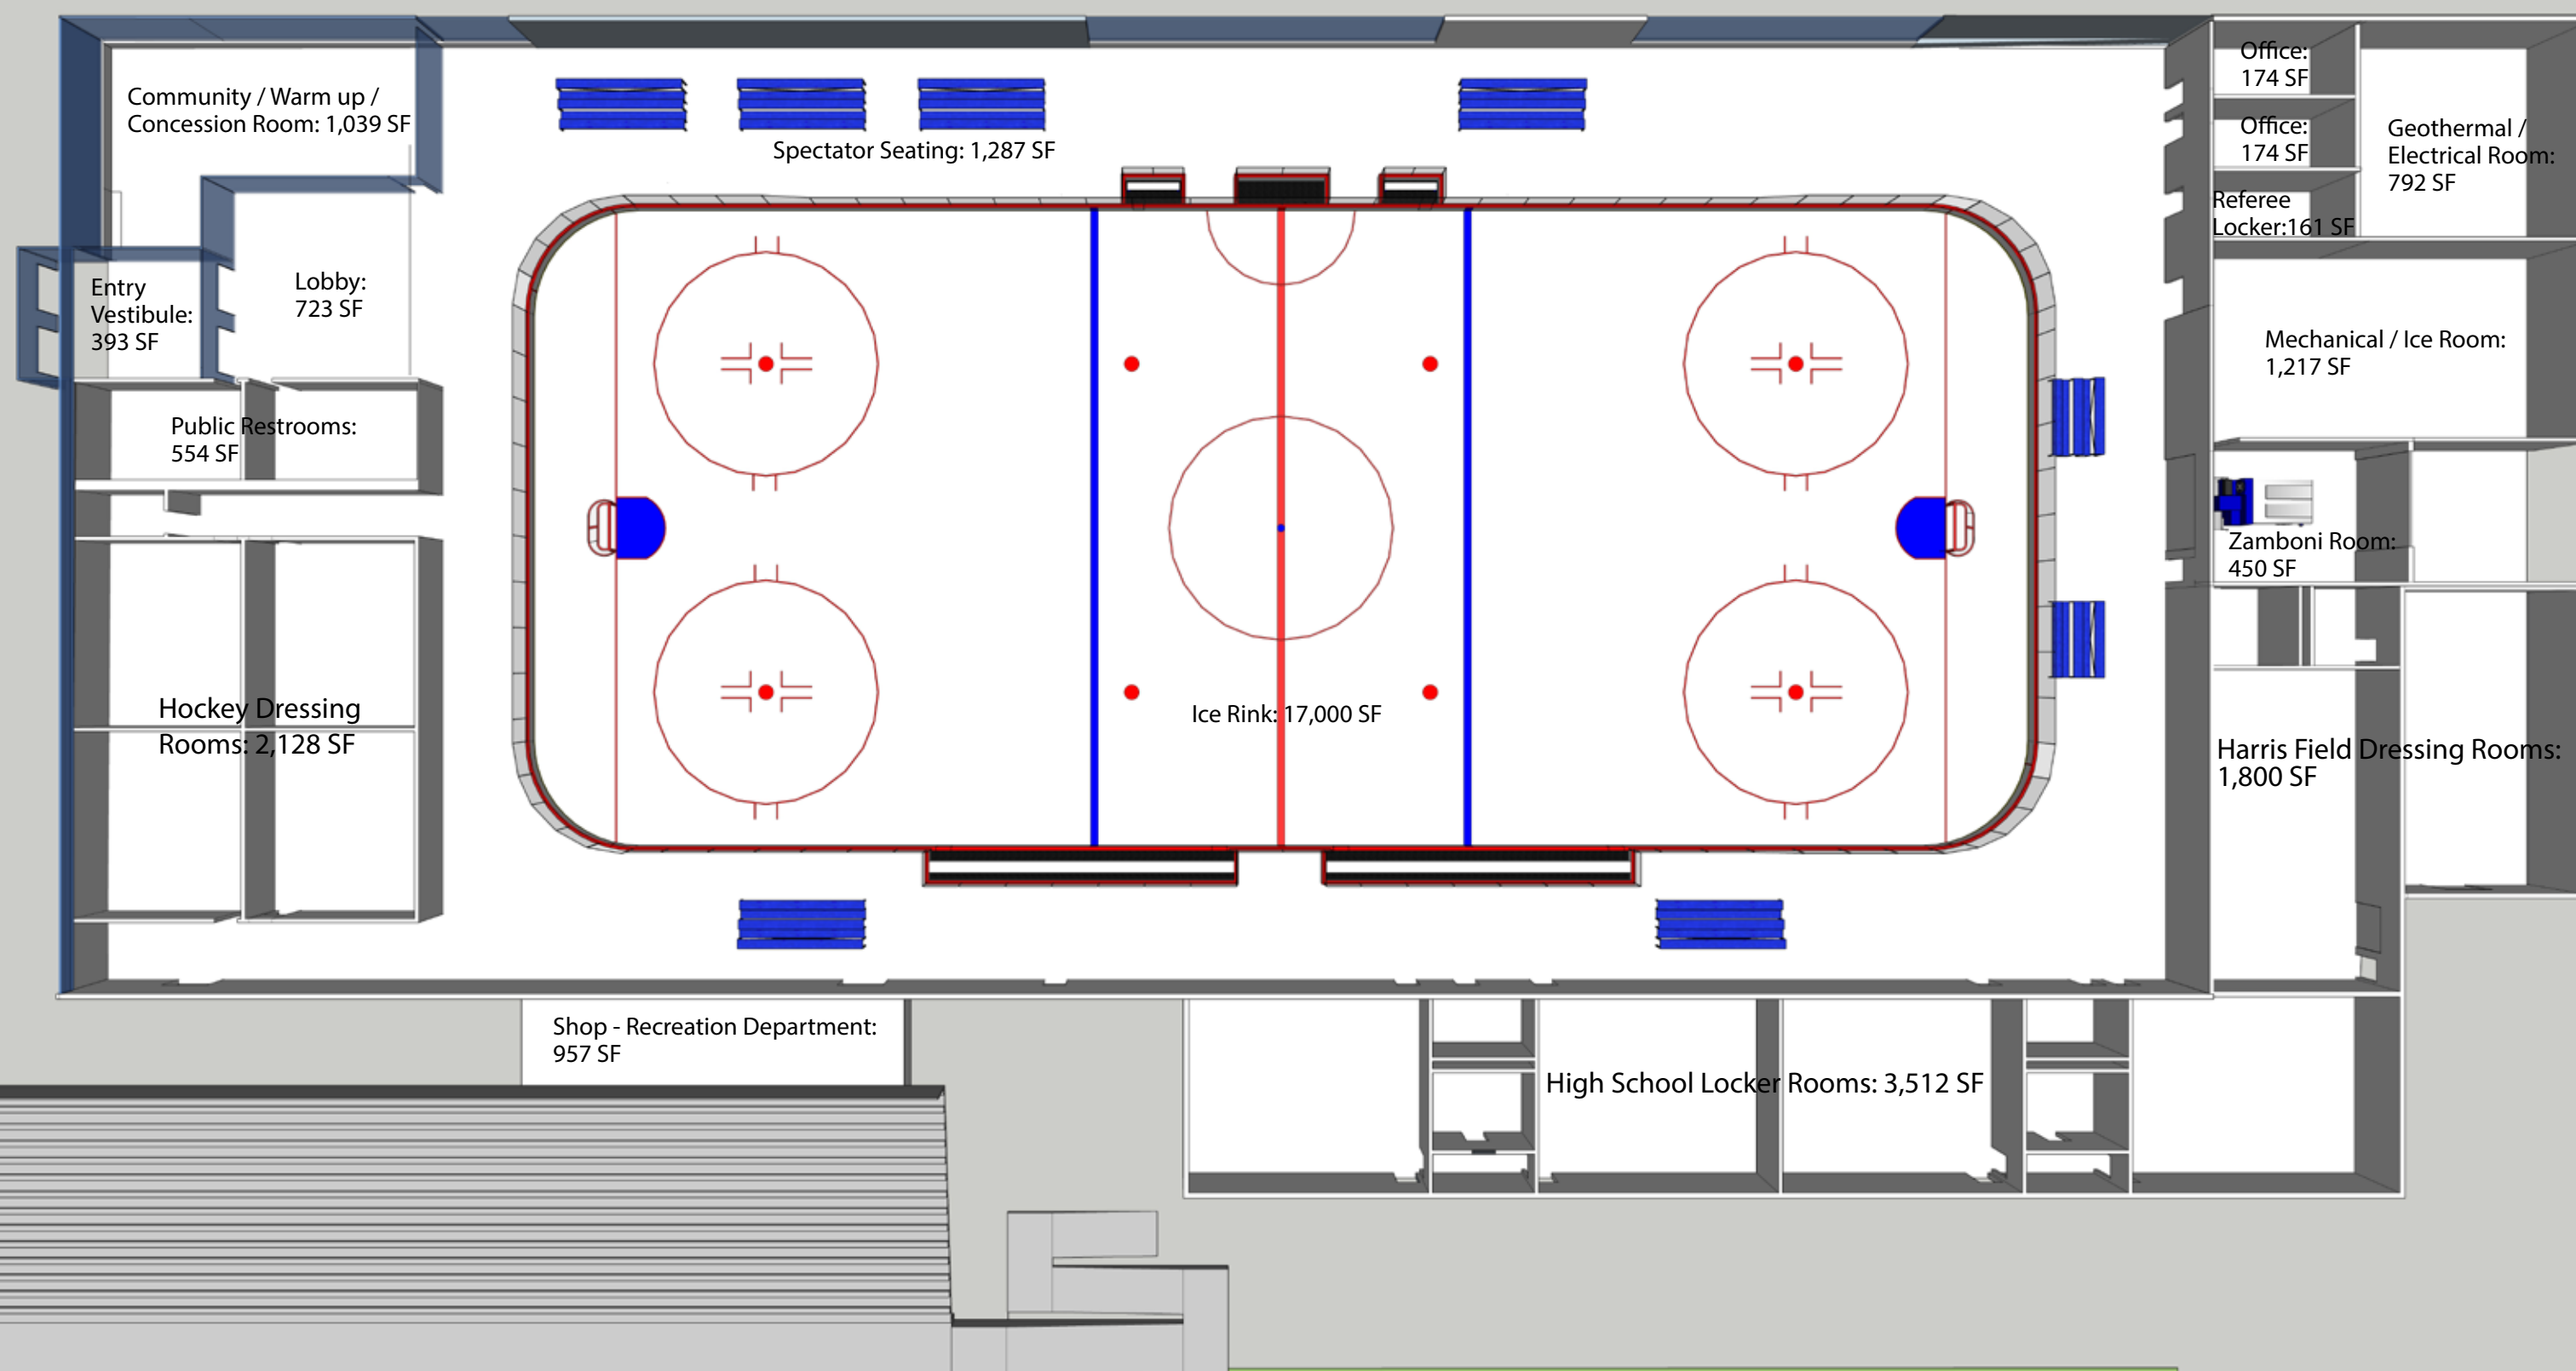 Community / Warm up /
Concession Room: 1,039 SF
Spectator Seating: 1,287 SF
Office:
174 SF
Office:
174 SF
Geothermal /
Electrical Room:
792 SF
Referee
Locker:161 SF
Entry
Vestibule:
393 SF
Lobby:
723 SF
Mechanical / Ice Room:
1,217 SF
Public Restrooms:
554 SF
Zamboni Room:
450 SF
Hockey Dressing
Rooms: 2,128 SF
Ice Rink: 17,000 SF
Harris Field Dressing Rooms:
1,800 SF
Shop - Recreation Department:
957 SF
High School Locker Rooms: 3,512 SF